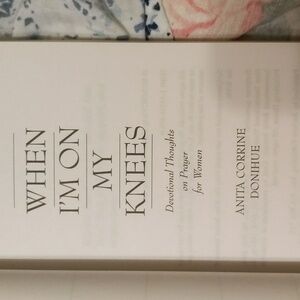 WHEN
I'M ON
MY
KNEES
Devotional Thoughts
on Prayer
for Women
ANITA CORRINE
DONIHUE